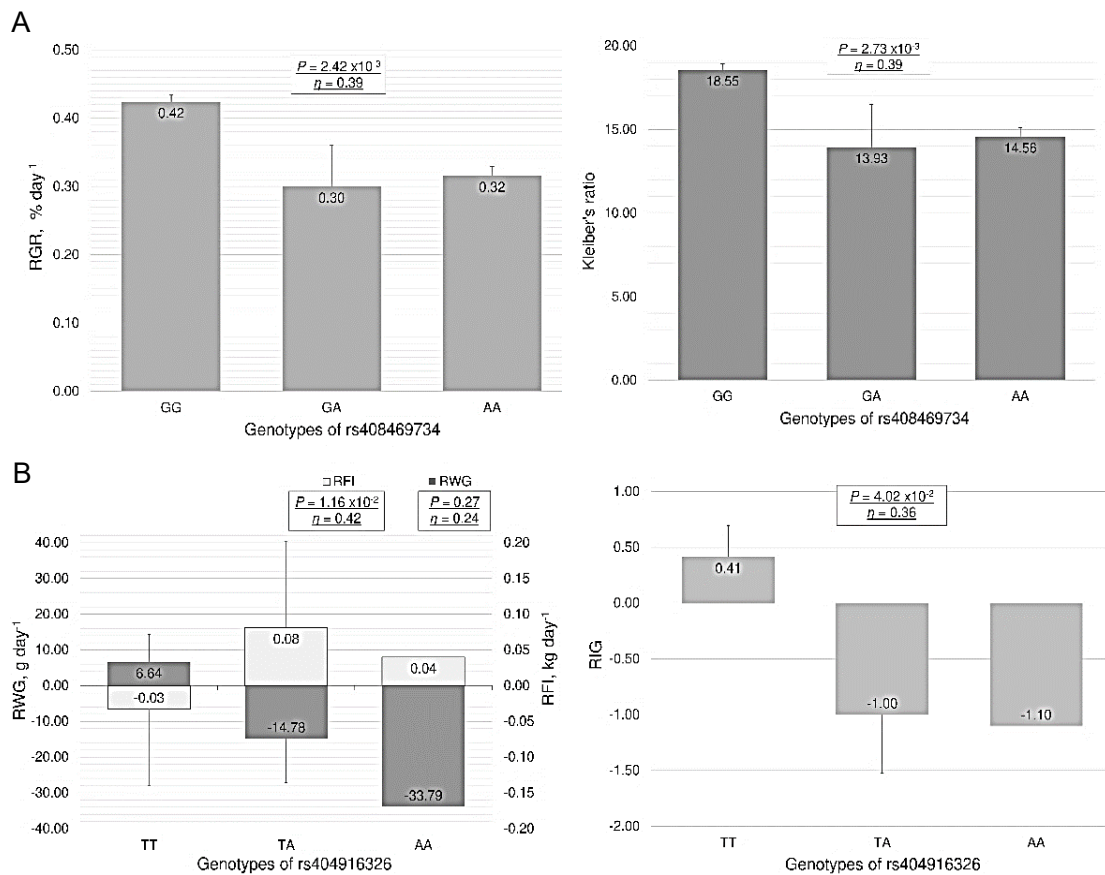 A
0.50
0.40
0.30
0.20
0.10
0.00
RGR, % day-1
P = 2.42 x10-3
η = 0.39
0.42
0.30
0.32
GG GA AA
Genotypes of rs408469734
20.00
15.00
10.00
5.00
0.00
Kleiber's ratio
P = 2.73 x10-3
η = 0.39
18.55
13.93
14.56
GG GA AA
Genotypes of rs408469734
B
□RFI ■RWG
P = 1.16 x10-2
η = 0.42
P = 0.27
η = 0.24
40.00
30.00
20.00
10.00
0.00
-10.00
-20.00
-30.00
-40.00
RWG, g day-1
6.64
-0.03
0.08
-14.78
0.04
-33.79
0.20
0.15
0.10
0.05
0.00
-0.05
-0.10
-0.15
-0.20
RFI, kg day-1
TT TA AA
Genotypes of rs404916326
1.00
0.50
0.00
-0.50
-1.00
-1.50
-2.00
RIG
P = 4.02 x10-2
η = 0.36
0.41
-1.00
-1.10
TT TA AA
Genotypes of rs404916326